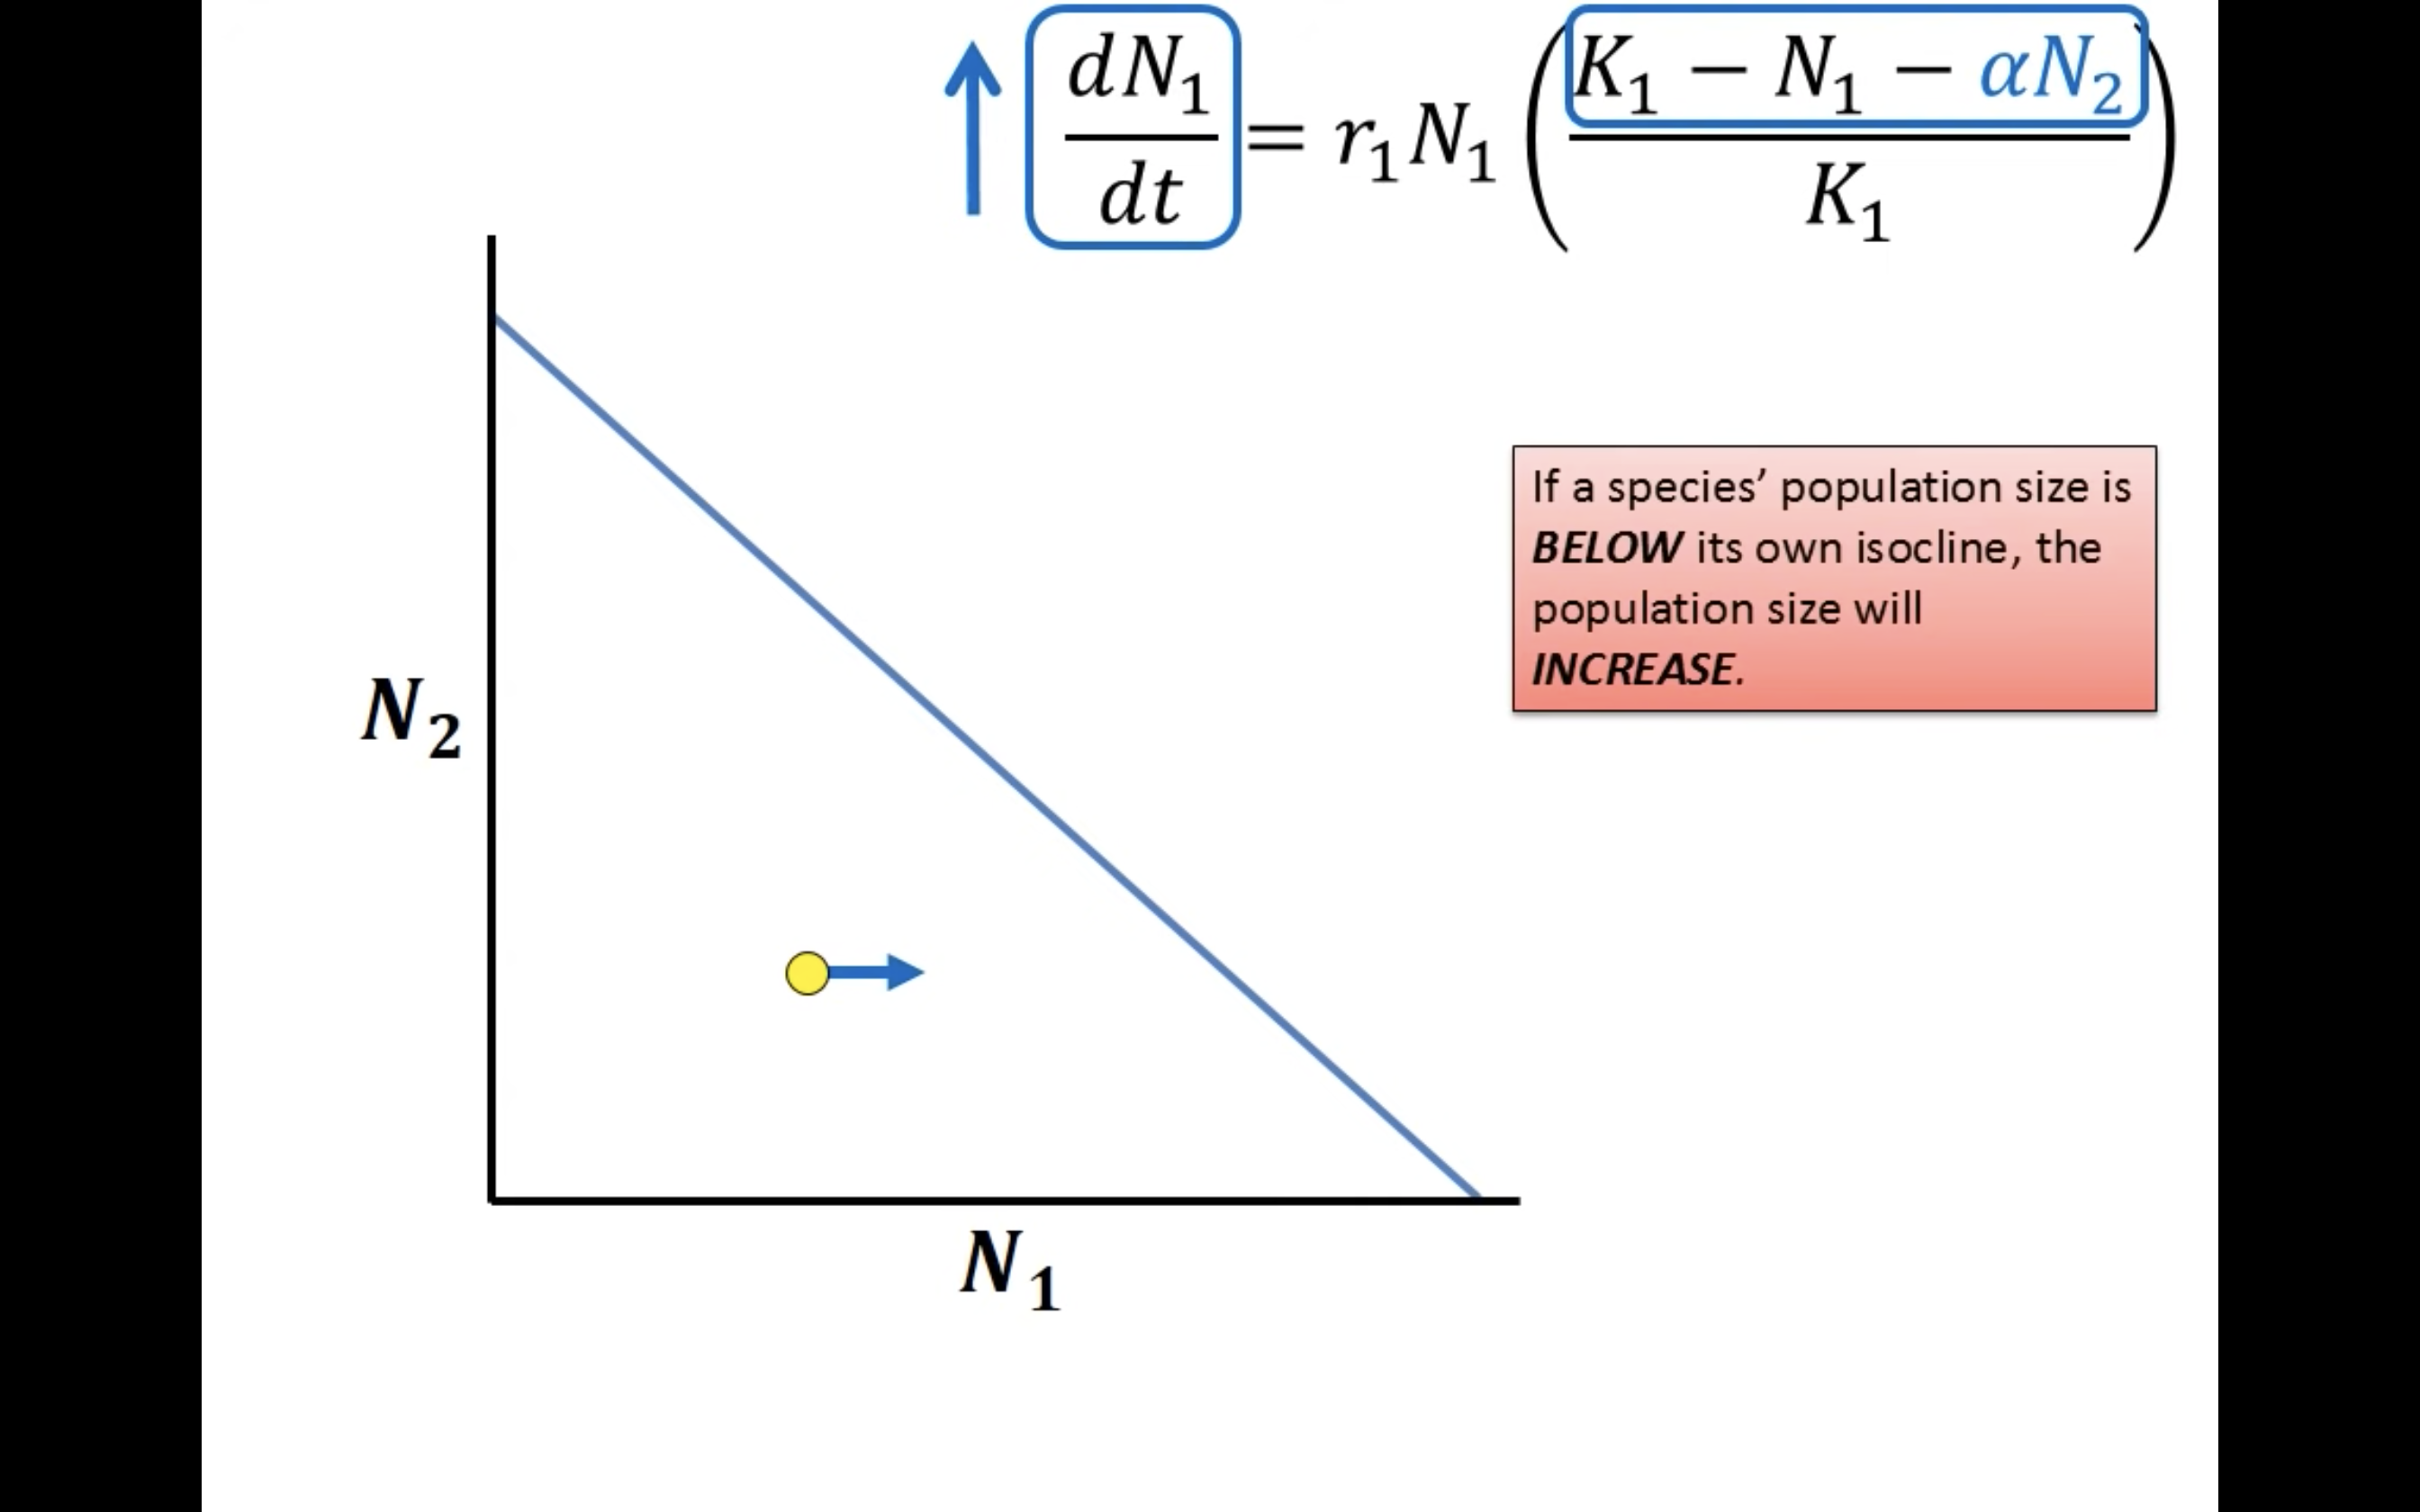 dN₁/dt = r₁N₁ ((K₁ − N₁ − αN₂)/K₁)
If a species’ population size is
BELOW its own isocline, the
population size will
INCREASE.
N₂
N₁